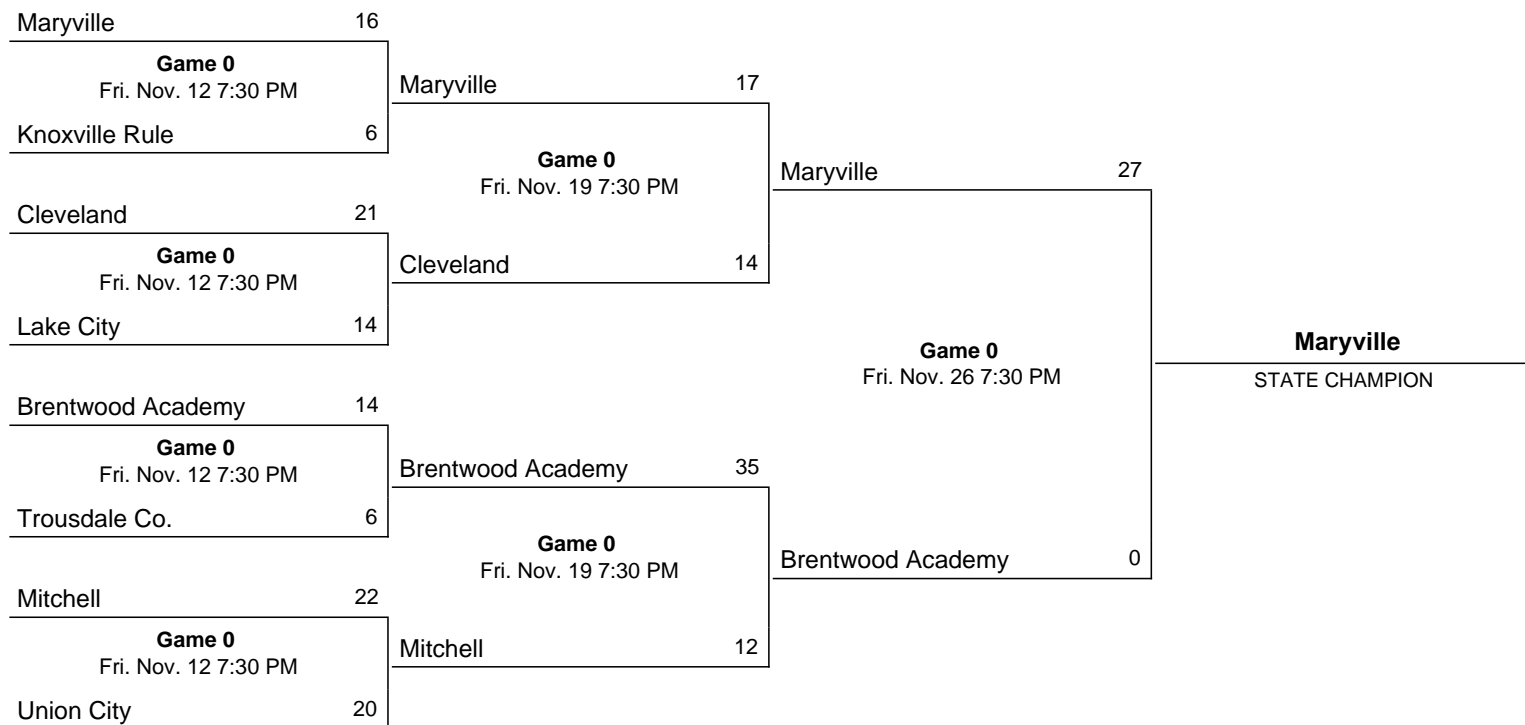 Maryville 16
Game 0
Fri. Nov. 12 7:30 PM
Knoxville Rule 6
Cleveland 21
Game 0
Fri. Nov. 12 7:30 PM
Lake City 14
Brentwood Academy 14
Game 0
Fri. Nov. 12 7:30 PM
Trousdale Co. 6
Mitchell 22
Game 0
Fri. Nov. 12 7:30 PM
Union City 20
Maryville 17
Game 0
Fri. Nov. 19 7:30 PM
Cleveland 14
Brentwood Academy 35
Game 0
Fri. Nov. 19 7:30 PM
Mitchell 12
Maryville 27
Game 0
Fri. Nov. 26 7:30 PM
Brentwood Academy 0
Maryville
STATE CHAMPION